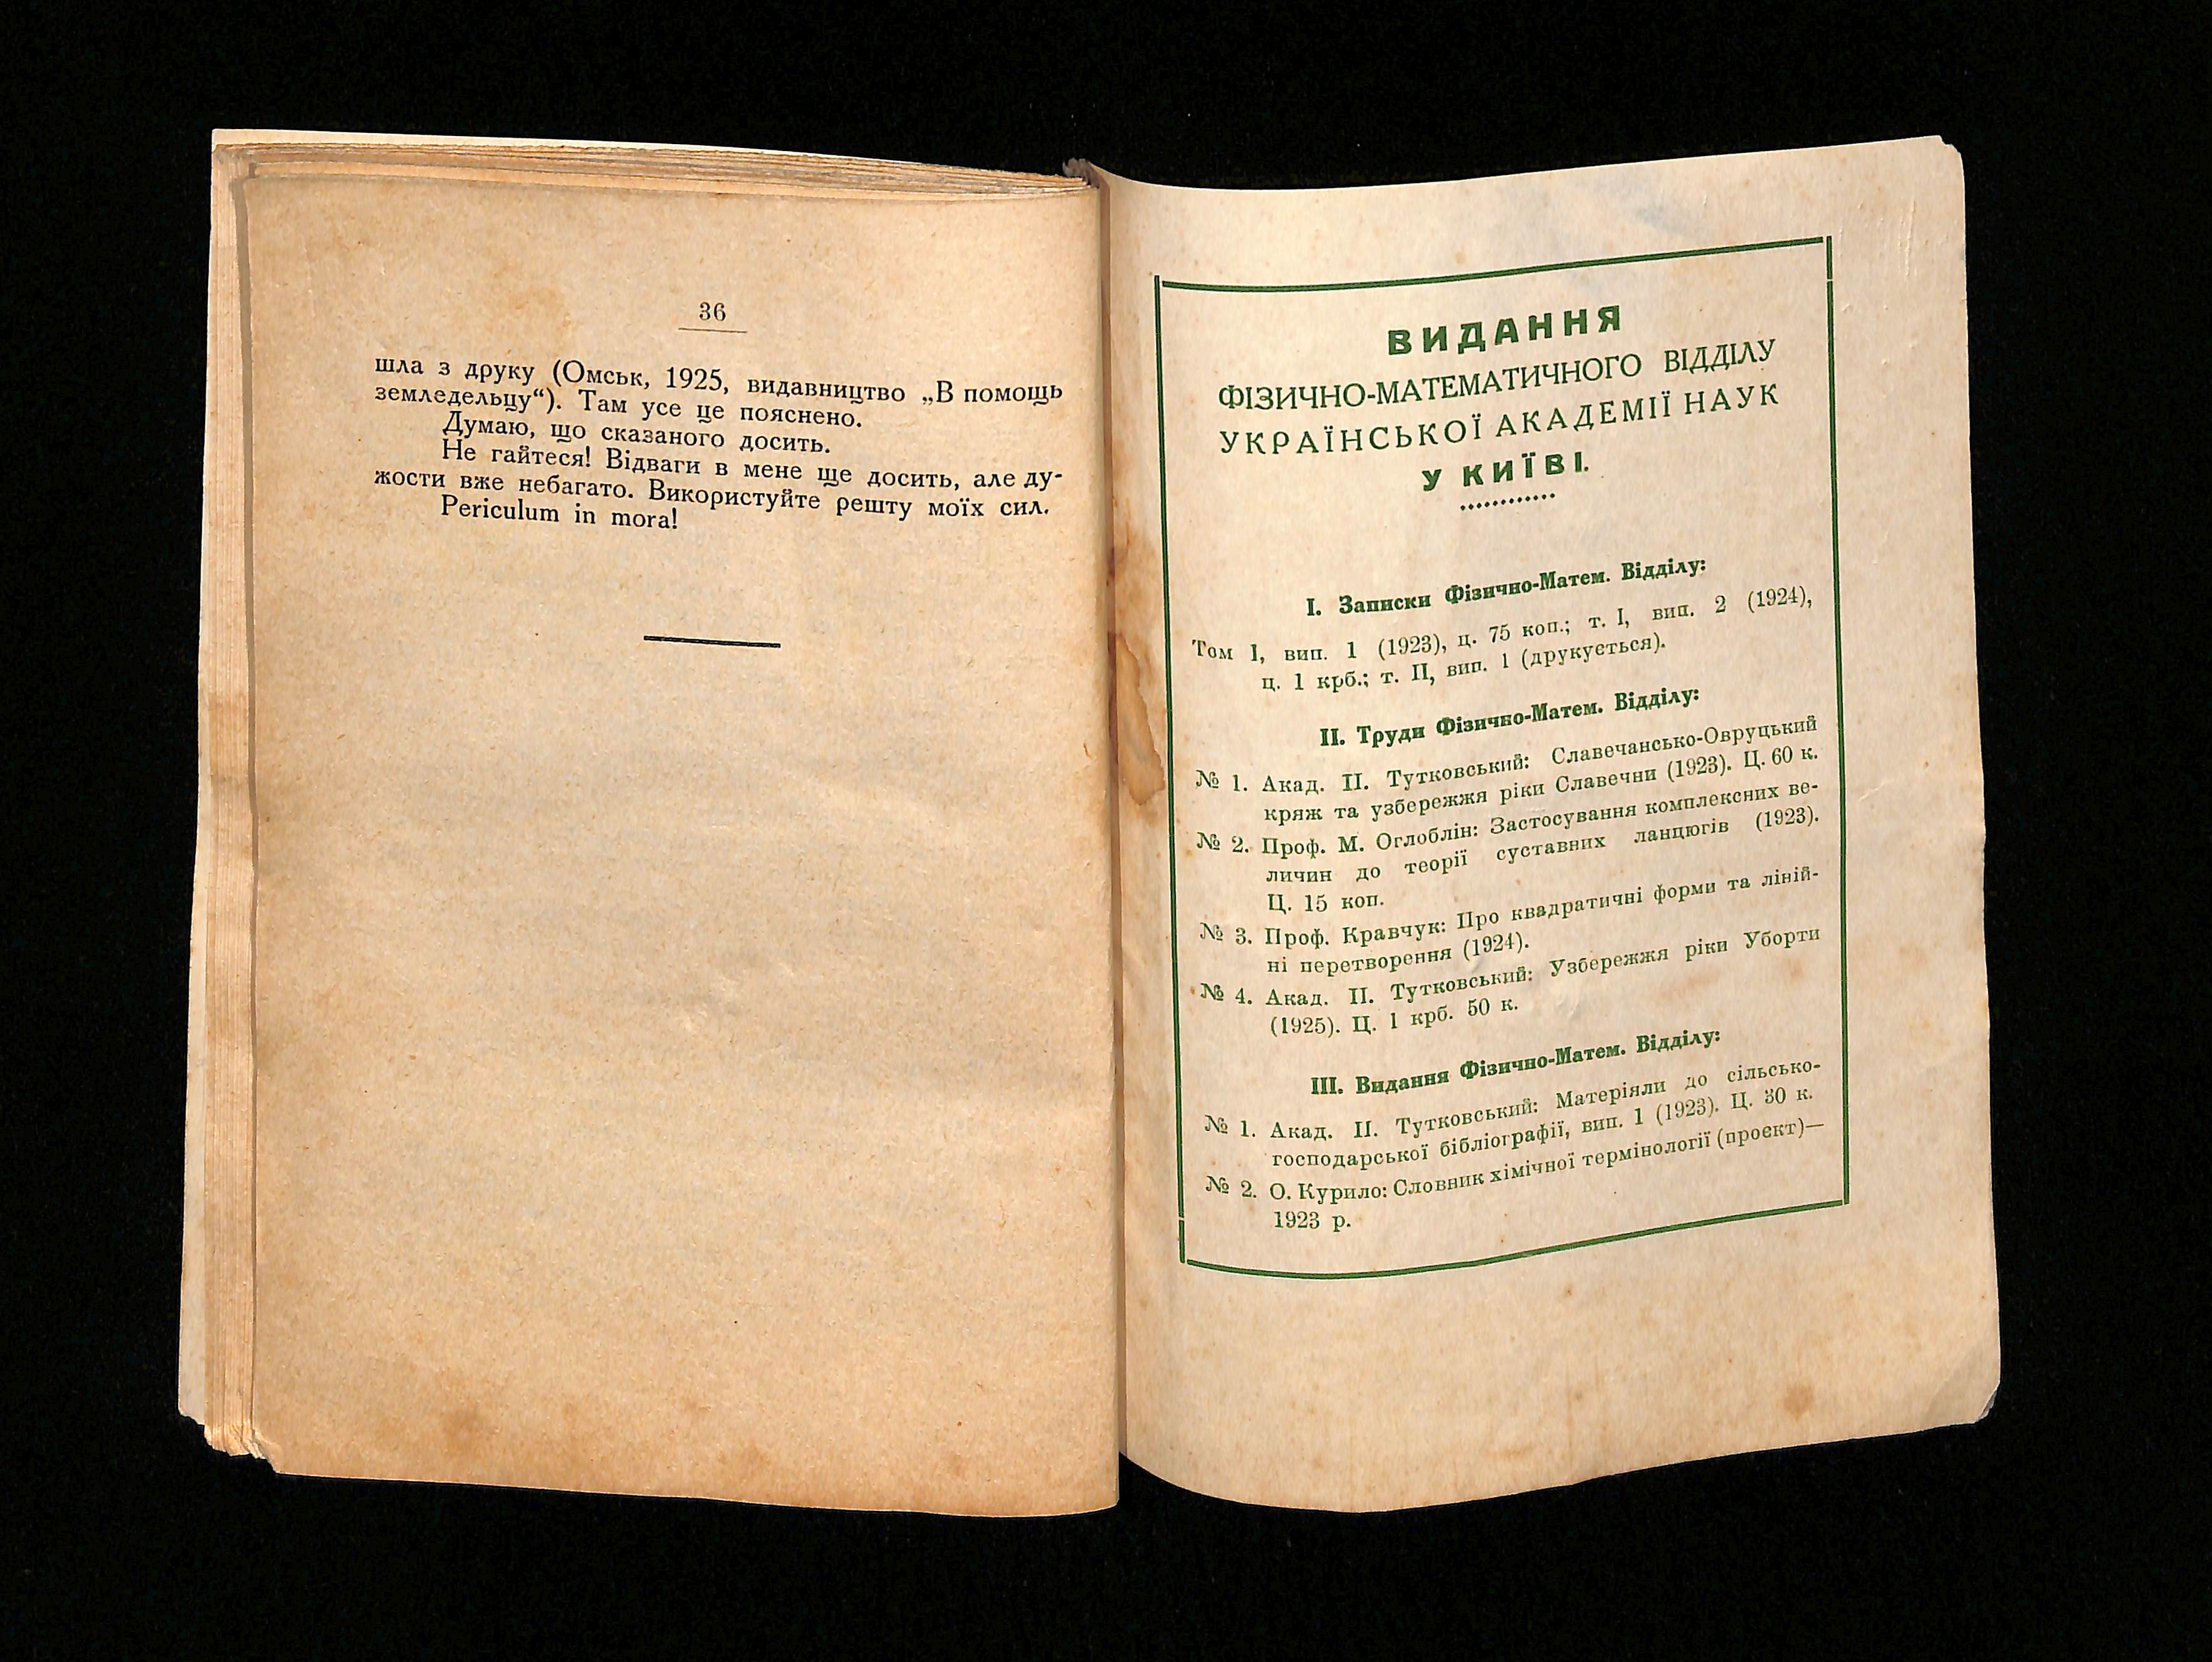 36
шла з друку (Омськ, 1925, видавництво „В помощь
земледельцу“). Там усе це пояснено.
Думаю, що сказаного досить.
Не гайтеся! Відваги в мене ще досить, але ду-
жости вже небагато. Використуйте решту моїх сил.
Periculum in mora!
ВИДАННЯ
ФІЗИЧНО-МАТЕМАТИЧНОГО ВІДДІЛУ
УКРАЇНСЬКОЇ АКАДЕМІЇ НАУК
У КИЇВІ.
I. Записки Фізично-Матем. Відділу:
Том I, вип. 1 (1923), ц. 75 коп.; т. I, вип. 2 (1924),
ц. 1 крб.; т. II, вип. 1 (друкується).
II. Труди Фізично-Матем. Відділу:
№ 1. Акад. П. Тутковський: Славечансько-Овруцький
кряж та узбережжя ріки Славечни (1923). Ц. 60 к.
№ 2. Проф. М. Оглоблін: Застосування комплексних ве-
личин до теорії суставних ланцюгів (1923).
Ц. 15 коп.
№ 3. Проф. Кравчук: Про квадратичні форми та ліній-
ні перетворення (1924).
№ 4. Акад. П. Тутковський: Узбережжя ріки Уборти
(1925). Ц. 1 крб. 50 к.
III. Видання Фізично-Матем. Відділу:
№ 1. Акад. П. Тутковський: Матеріяли до сільсько-
господарської бібліографії, вип. 1 (1923). Ц. 30 к.
№ 2. О. Курило: Словник хімічної термінології (проєкт)—
1923 р.